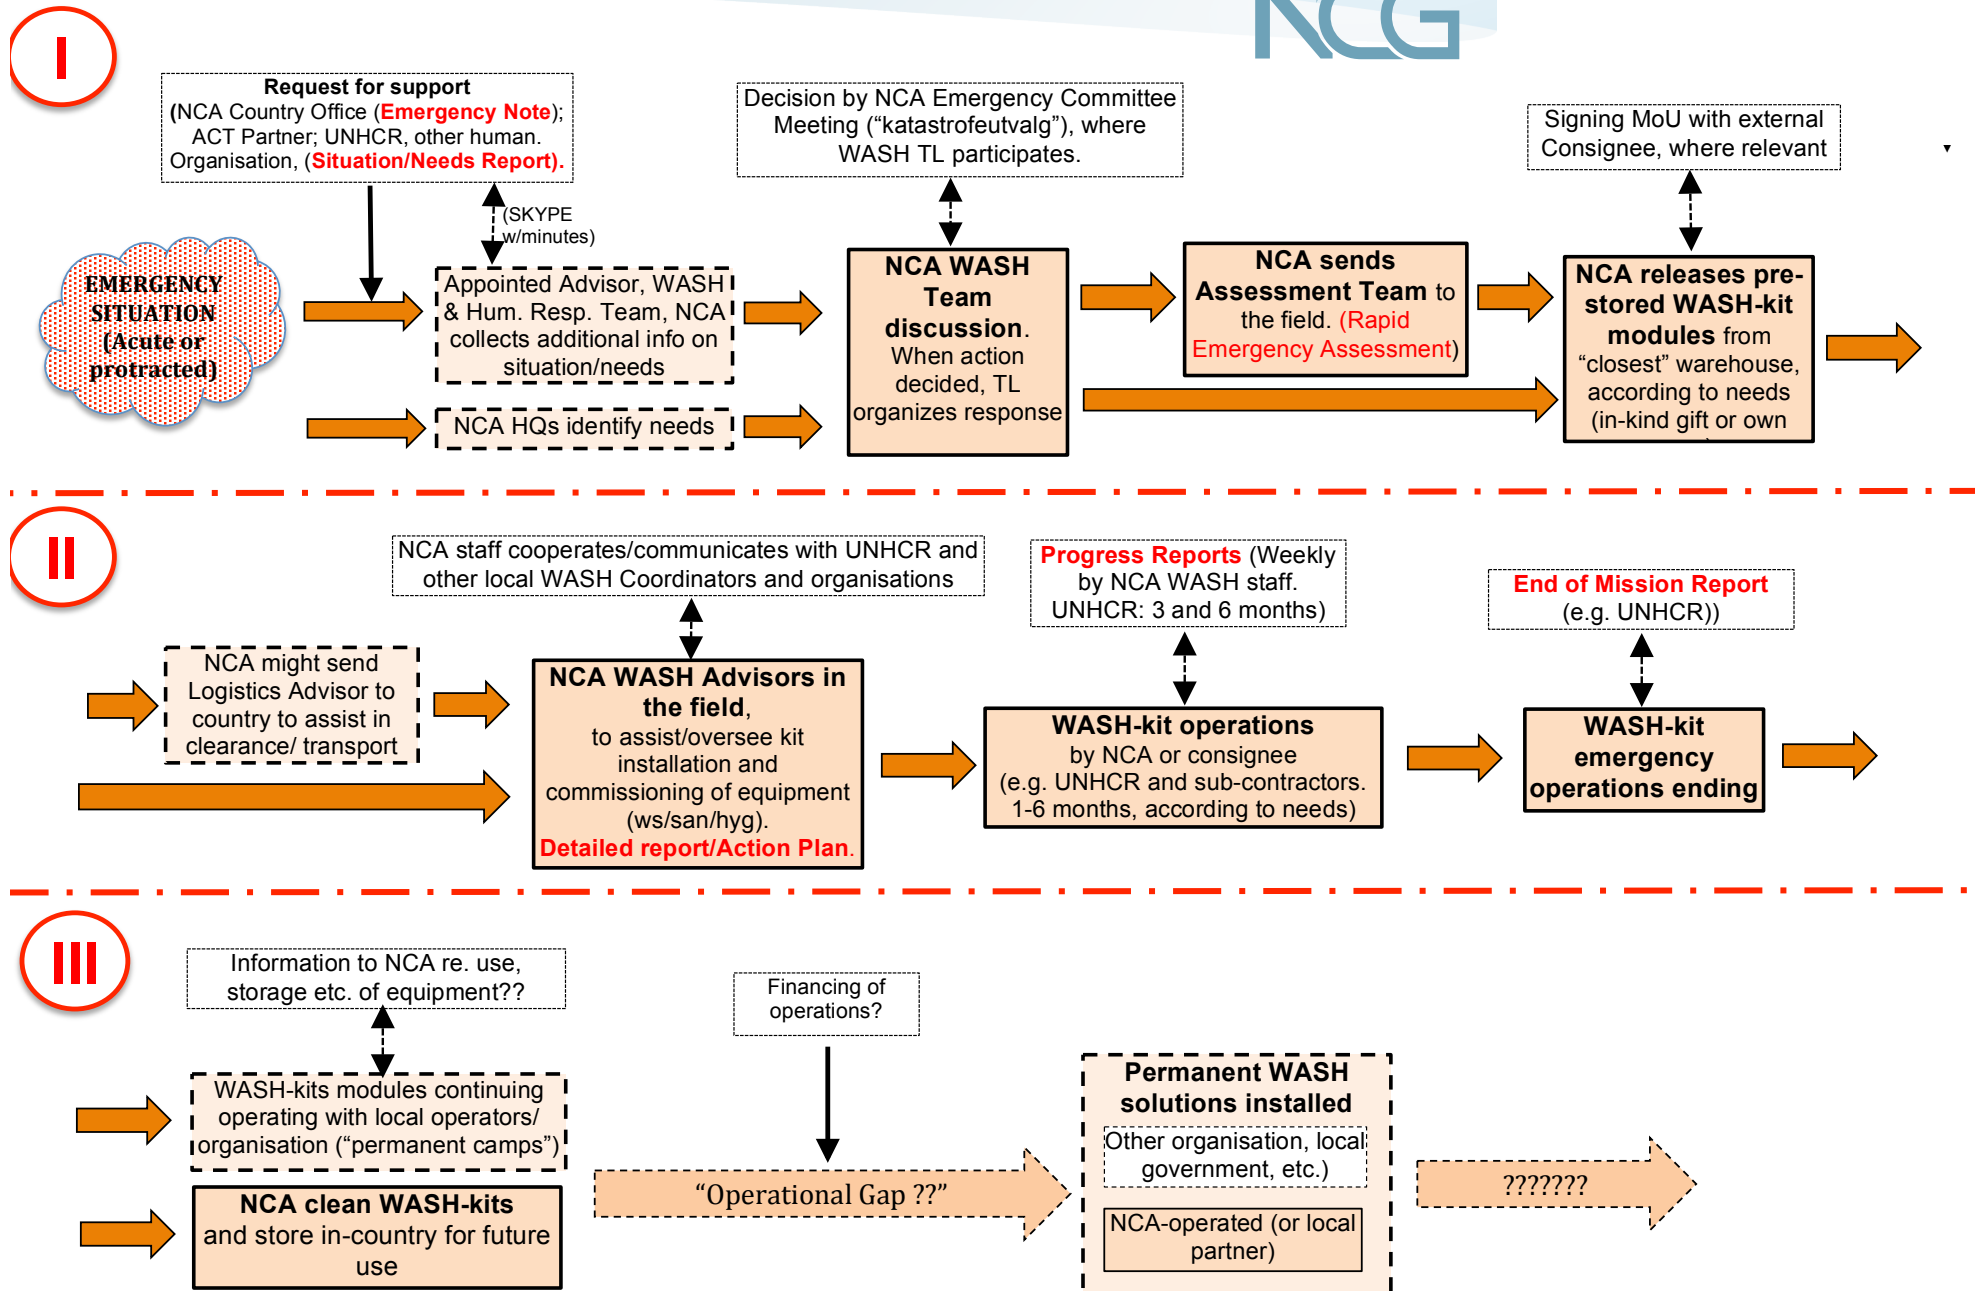 NCG
I
Request for support
(NCA Country Office (Emergency Note);
ACT Partner; UNHCR, other human.
Organisation, (Situation/Needs Report).
Decision by NCA Emergency Committee
Meeting (“katastrofeutvalg”), where
WASH TL participates.
Signing MoU with external
Consignee, where relevant
(SKYPE
w/minutes)
EMERGENCY
SITUATION
(Acute or
protracted)
Appointed Advisor, WASH
& Hum. Resp. Team, NCA
collects additional info on
situation/needs
NCA HQs identify needs
NCA WASH
Team
discussion.
When action
decided, TL
organizes response
NCA sends
Assessment Team to
the field. (Rapid
Emergency Assessment)
NCA releases pre-
stored WASH-kit
modules from
“closest” warehouse,
according to needs
(in-kind gift or own
II
NCA staff cooperates/communicates with UNHCR and
other local WASH Coordinators and organisations
Progress Reports (Weekly
by NCA WASH staff.
UNHCR: 3 and 6 months)
End of Mission Report
(e.g. UNHCR))
NCA might send
Logistics Advisor to
country to assist in
clearance/ transport
NCA WASH Advisors in
the field,
to assist/oversee kit
installation and
commissioning of equipment
(ws/san/hyg).
Detailed report/Action Plan.
WASH-kit operations
by NCA or consignee
(e.g. UNHCR and sub-contractors.
1-6 months, according to needs)
WASH-kit
emergency
operations ending
III
Information to NCA re. use,
storage etc. of equipment??
Financing of
operations?
WASH-kits modules continuing
operating with local operators/
organisation (“permanent camps”)
NCA clean WASH-kits
and store in-country for future
use
“Operational Gap ??”
Permanent WASH
solutions installed
Other organisation, local
government, etc.)
NCA-operated (or local
partner)
???????